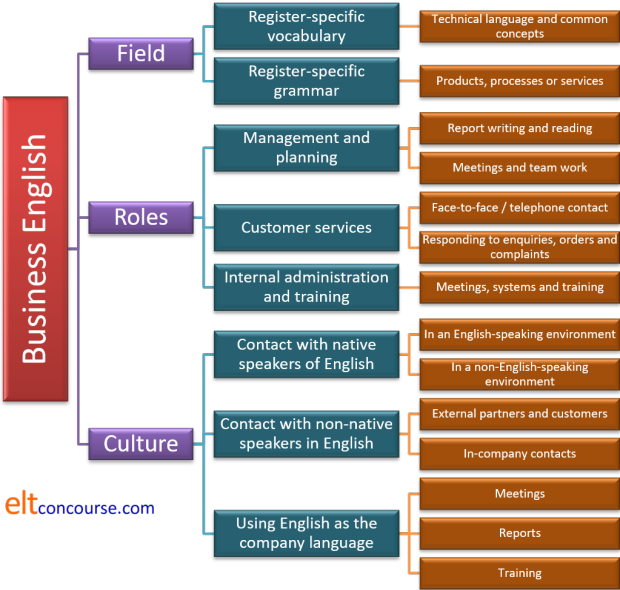 Business English
Field
Register-specific
vocabulary
Technical language and common
concepts
Register-specific
grammar
Products, processes or services
Roles
Management and
planning
Report writing and reading
Meetings and team work
Customer services
Face-to-face / telephone contact
Responding to enquiries, orders and
complaints
Internal administration
and training
Meetings, systems and training
Culture
Contact with native
speakers of English
In an English-speaking environment
In a non-English-speaking
environment
Contact with non-native
speakers in English
External partners and customers
In-company contacts
Using English as the
company language
Meetings
Reports
Training
eltconcourse.com